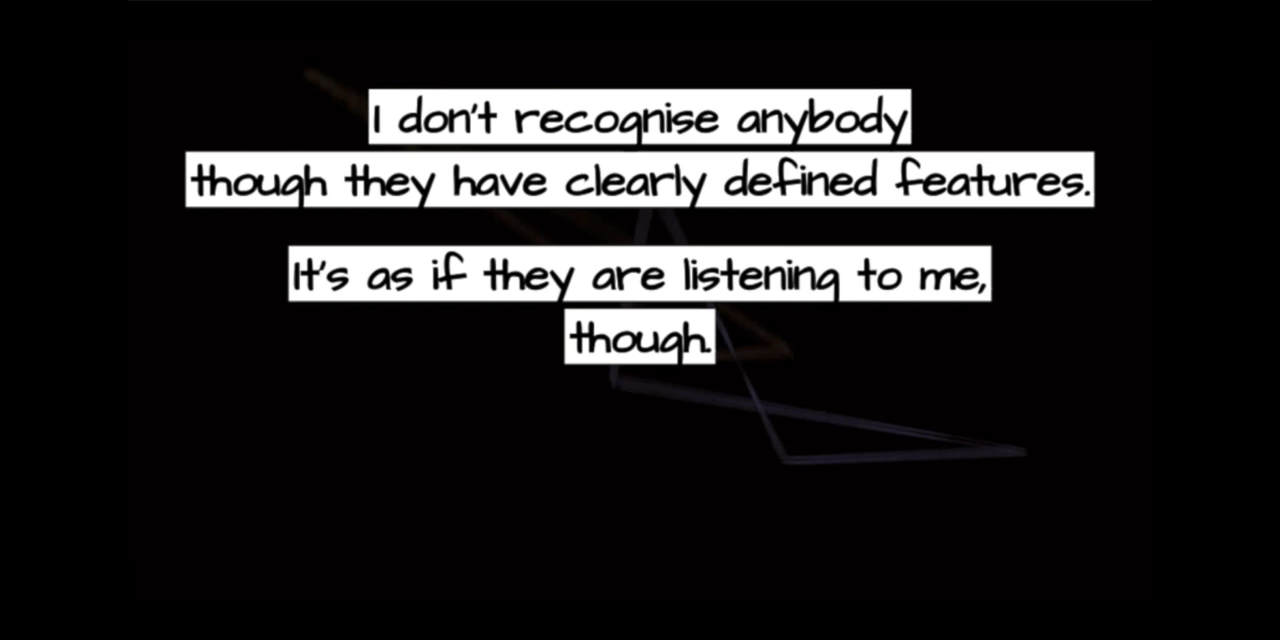 I don't recognise anybody
though they have clearly defined features.
It's as if they are listening to me,
though.